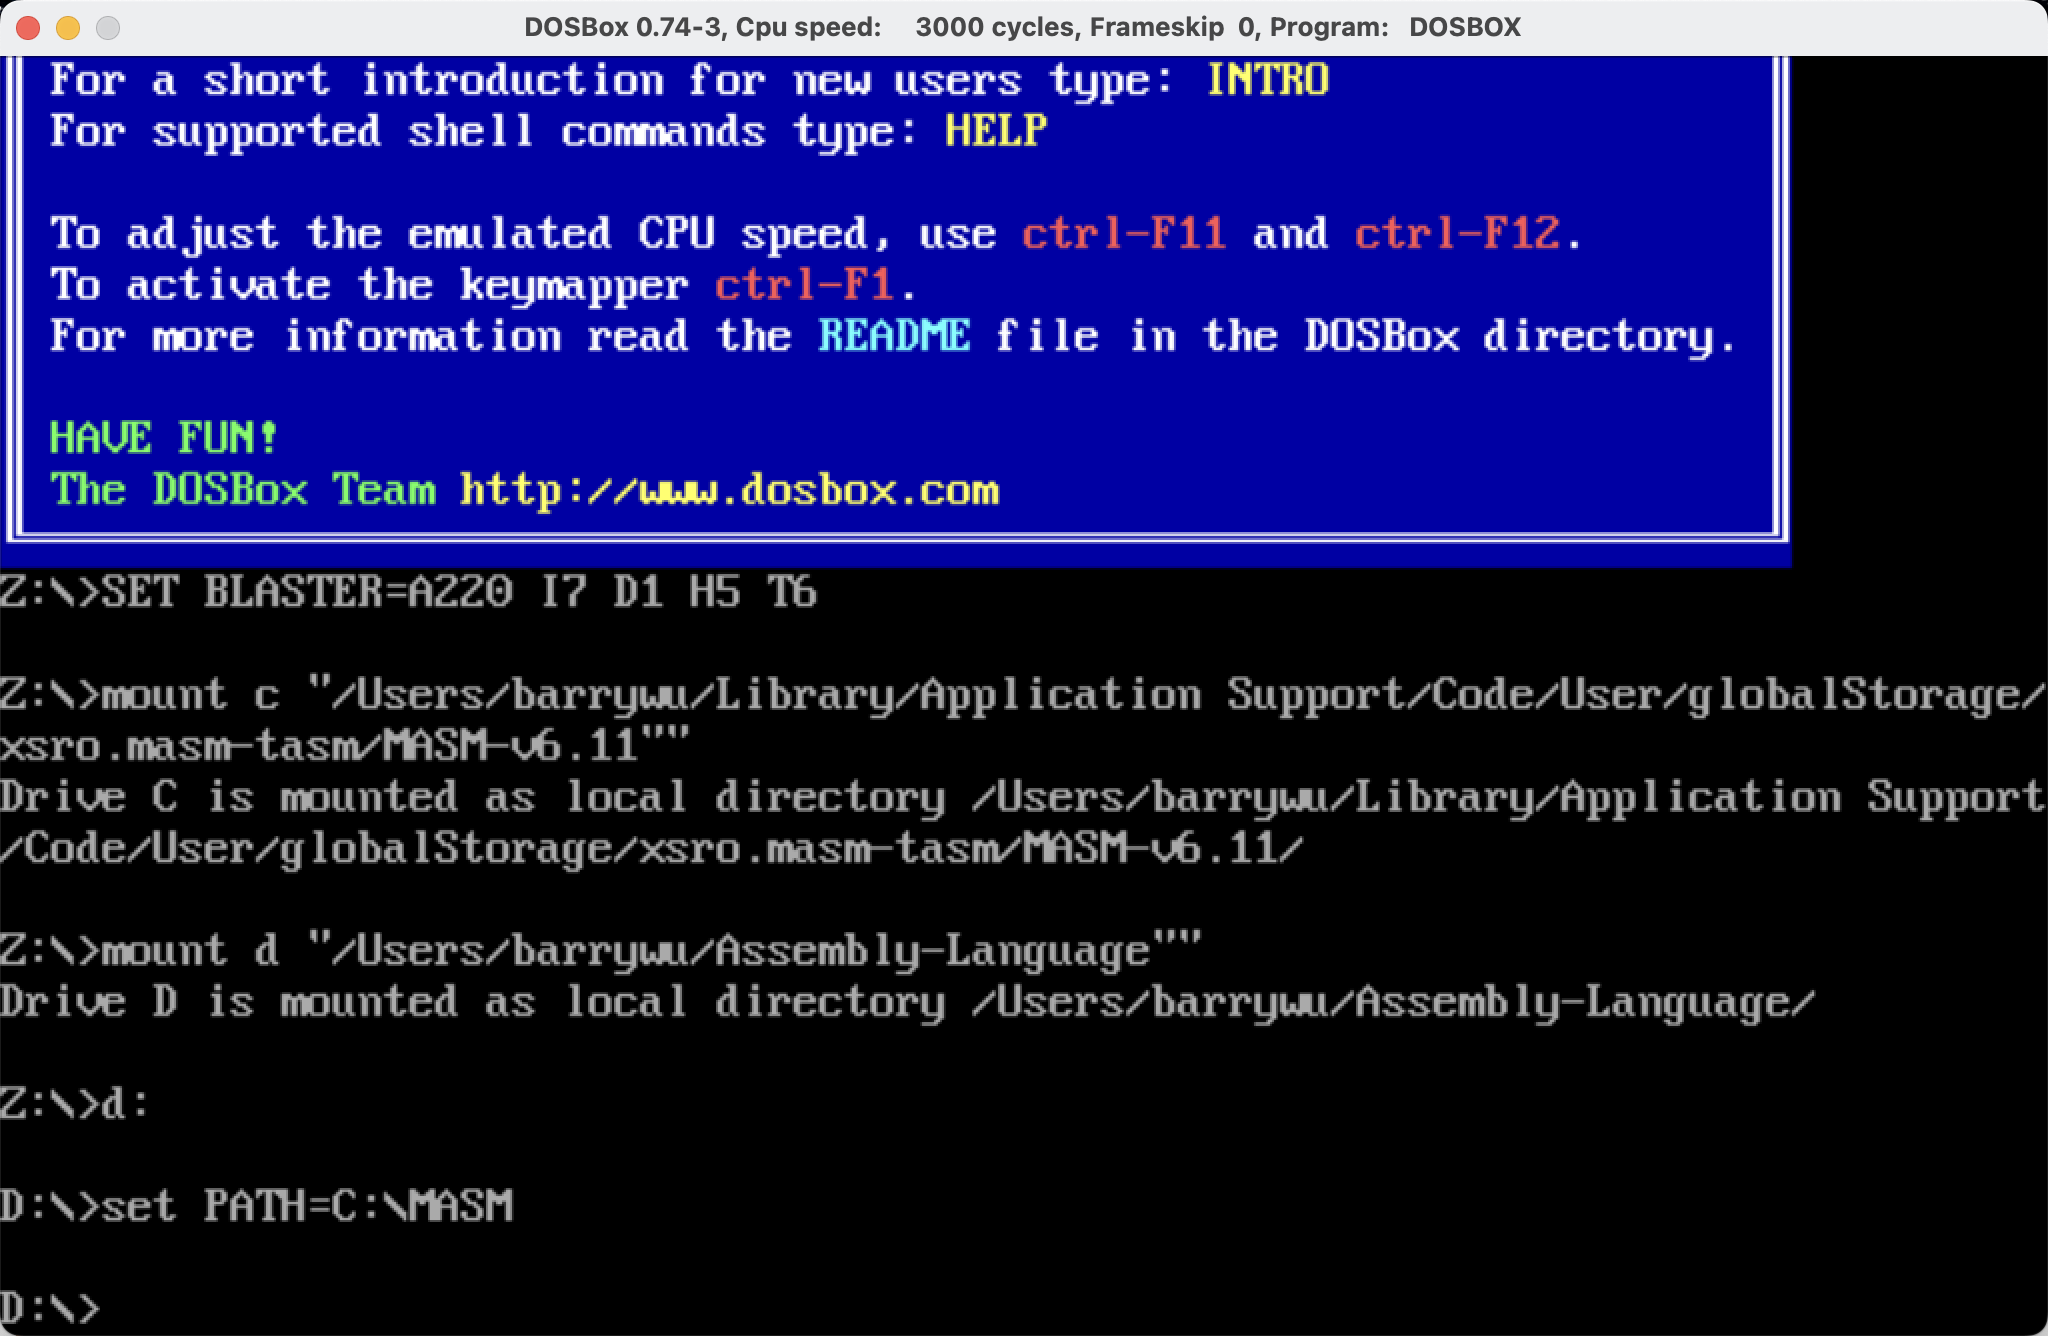 DOSBox 0.74-3, Cpu speed:    3000 cycles, Frameskip  0, Program:   DOSBOX
For a short introduction for new users type: INTRO
For supported shell commands type: HELP
To adjust the emulated CPU speed, use ctrl-F11 and ctrl-F12.
To activate the keymapper ctrl-F1.
For more information read the README file in the DOSBox directory.
HAVE FUN!
The DOSBox Team http://www.dosbox.com
Z:\>SET BLASTER=A220 I7 D1 H5 T6
Z:\>mount c "/Users/barrywu/Library/Application Support/Code/User/globalStorage/
xsro.masm-tasm/MASM-v6.11""
Drive C is mounted as local directory /Users/barrywu/Library/Application Support
/Code/User/globalStorage/xsro.masm-tasm/MASM-v6.11/
Z:\>mount d "/Users/barrywu/Assembly-Language""
Drive D is mounted as local directory /Users/barrywu/Assembly-Language/
Z:\>d:
D:\>set PATH=C:\MASM
D:\>